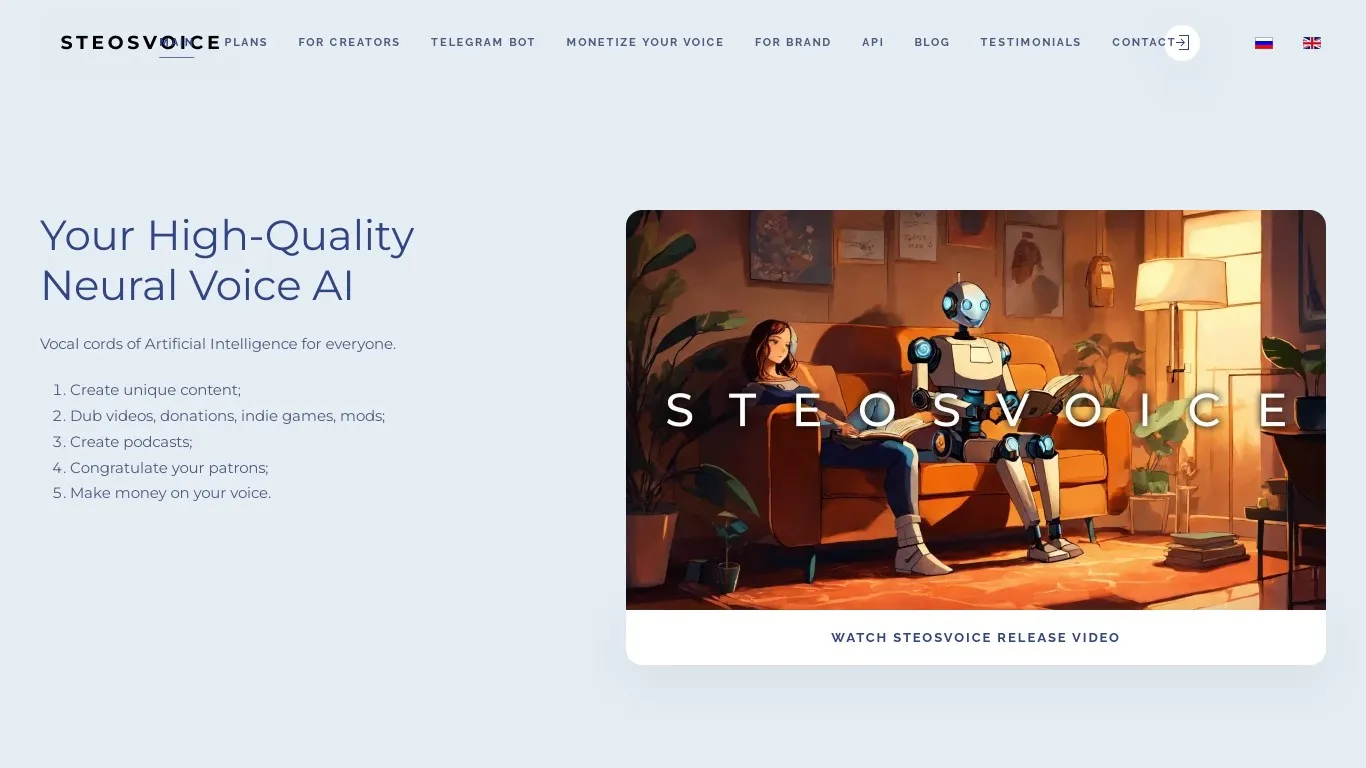 STEOSVOICE
MAIN
PLANS
FOR CREATORS
TELEGRAM BOT
MONETIZE YOUR VOICE
FOR BRAND
API
BLOG
TESTIMONIALS
CONTACT
Your High-Quality
Neural Voice AI
Vocal cords of Artificial Intelligence for everyone.
1. Create unique content;
2. Dub videos, donations, indie games, mods;
3. Create podcasts;
4. Congratulate your patrons;
5. Make money on your voice.
STEOSVOICE
WATCH STEOSVOICE RELEASE VIDEO